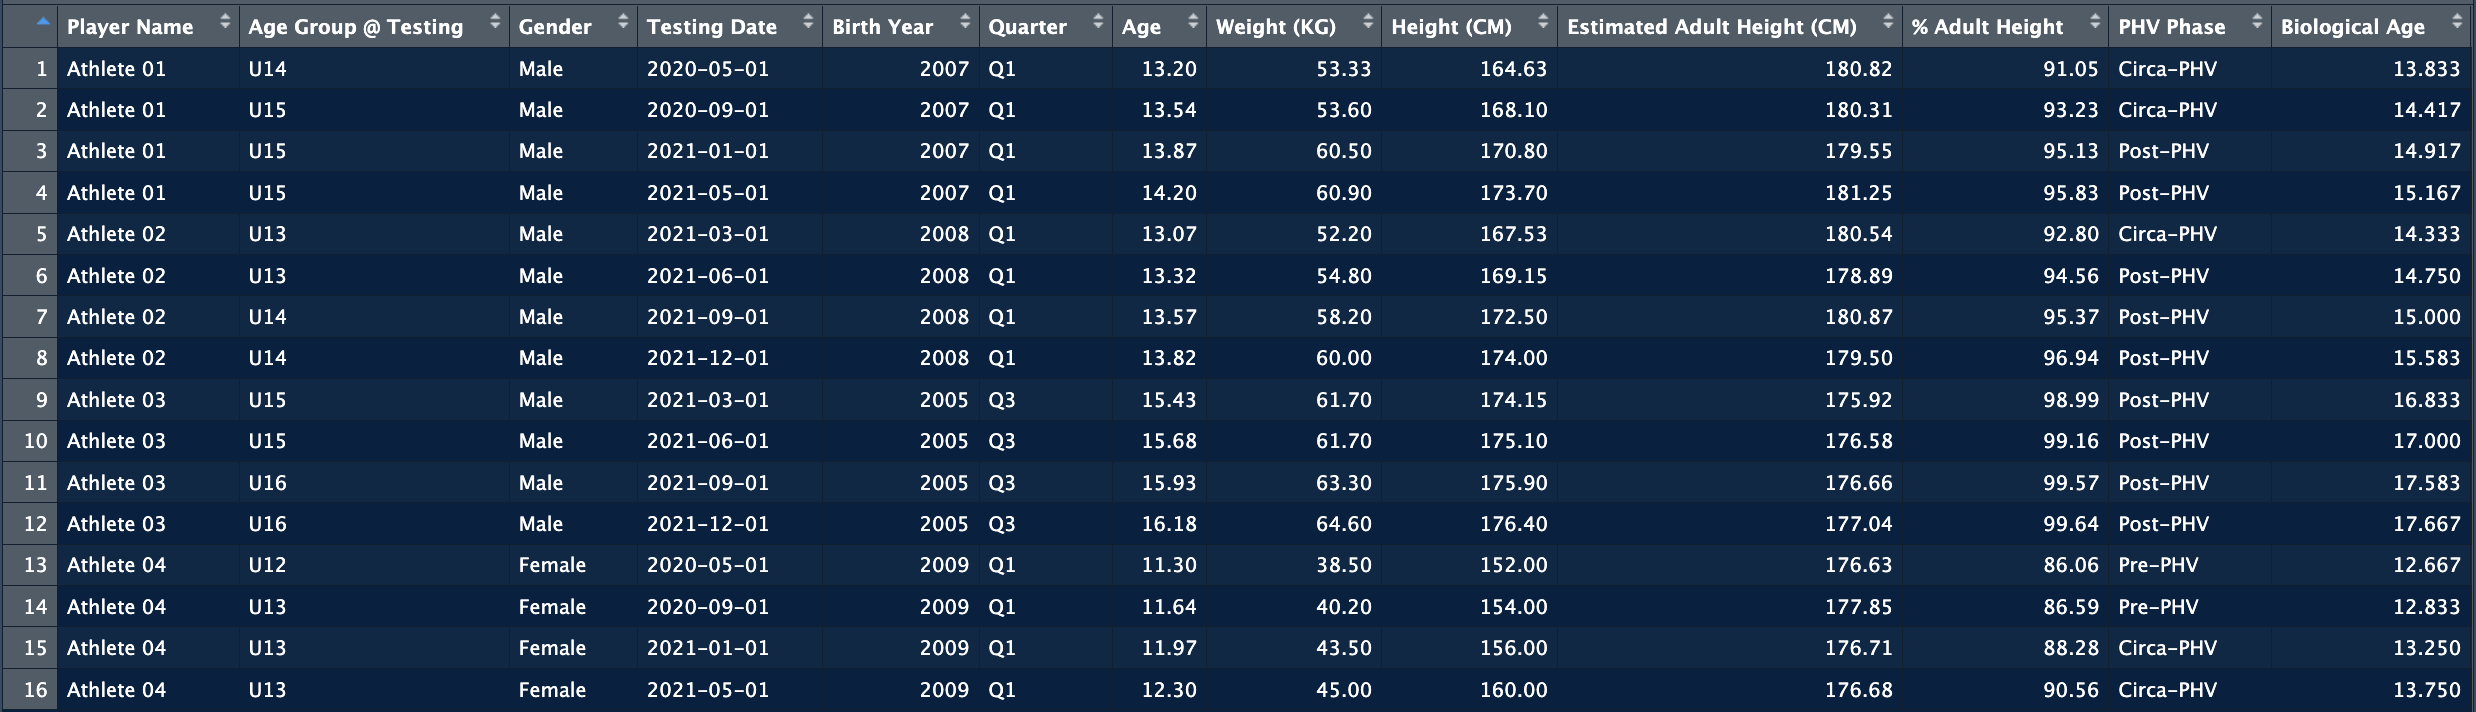 Player Name Age Group @ Testing Gender Testing Date Birth Year Quarter Age Weight (KG) Height (CM) Estimated Adult Height (CM) % Adult Height PHV Phase Biological Age
1 Athlete 01 U14 Male 2020-05-01 2007 Q1 13.20 53.33 164.63 180.82 91.05 Circa-PHV 13.833
2 Athlete 01 U15 Male 2020-09-01 2007 Q1 13.54 53.60 168.10 180.31 93.23 Circa-PHV 14.417
3 Athlete 01 U15 Male 2021-01-01 2007 Q1 13.87 60.50 170.80 179.55 95.13 Post-PHV 14.917
4 Athlete 01 U15 Male 2021-05-01 2007 Q1 14.20 60.90 173.70 181.25 95.83 Post-PHV 15.167
5 Athlete 02 U13 Male 2021-03-01 2008 Q1 13.07 52.20 167.53 180.54 92.80 Circa-PHV 14.333
6 Athlete 02 U13 Male 2021-06-01 2008 Q1 13.32 54.80 169.15 178.89 94.56 Post-PHV 14.750
7 Athlete 02 U14 Male 2021-09-01 2008 Q1 13.57 58.20 172.50 180.87 95.37 Post-PHV 15.000
8 Athlete 02 U14 Male 2021-12-01 2008 Q1 13.82 60.00 174.00 179.50 96.94 Post-PHV 15.583
9 Athlete 03 U15 Male 2021-03-01 2005 Q3 15.43 61.70 174.15 175.92 98.99 Post-PHV 16.833
10 Athlete 03 U15 Male 2021-06-01 2005 Q3 15.68 61.70 175.10 176.58 99.16 Post-PHV 17.000
11 Athlete 03 U16 Male 2021-09-01 2005 Q3 15.93 63.30 175.90 176.66 99.57 Post-PHV 17.583
12 Athlete 03 U16 Male 2021-12-01 2005 Q3 16.18 64.60 176.40 177.04 99.64 Post-PHV 17.667
13 Athlete 04 U12 Female 2020-05-01 2009 Q1 11.30 38.50 152.00 176.63 86.06 Pre-PHV 12.667
14 Athlete 04 U13 Female 2020-09-01 2009 Q1 11.64 40.20 154.00 177.85 86.59 Pre-PHV 12.833
15 Athlete 04 U13 Female 2021-01-01 2009 Q1 11.97 43.50 156.00 176.71 88.28 Circa-PHV 13.250
16 Athlete 04 U13 Female 2021-05-01 2009 Q1 12.30 45.00 160.00 176.68 90.56 Circa-PHV 13.750